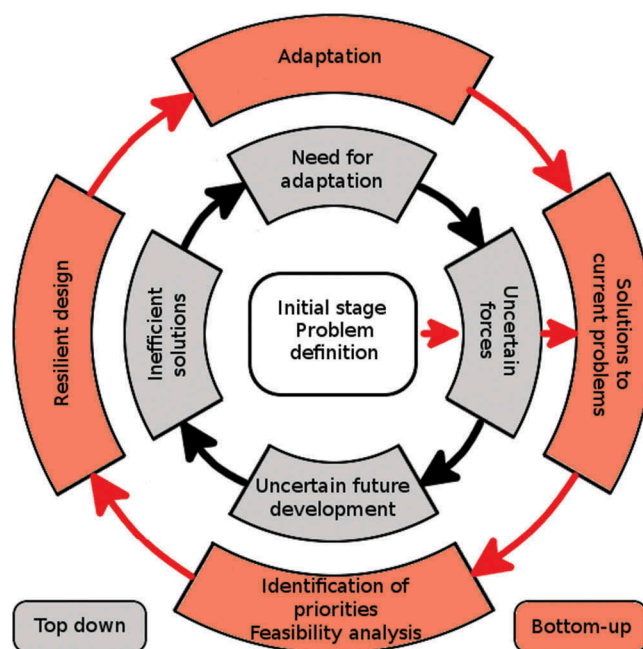 Adaptation
Need for
adaptation
Resilient design
Inefficient
solutions
Initial stage
Problem
definition
Uncertain
forces
Solutions to
current problems
Uncertain future
development
Identification of
priorities
Feasibility analysis
Top down
Bottom-up